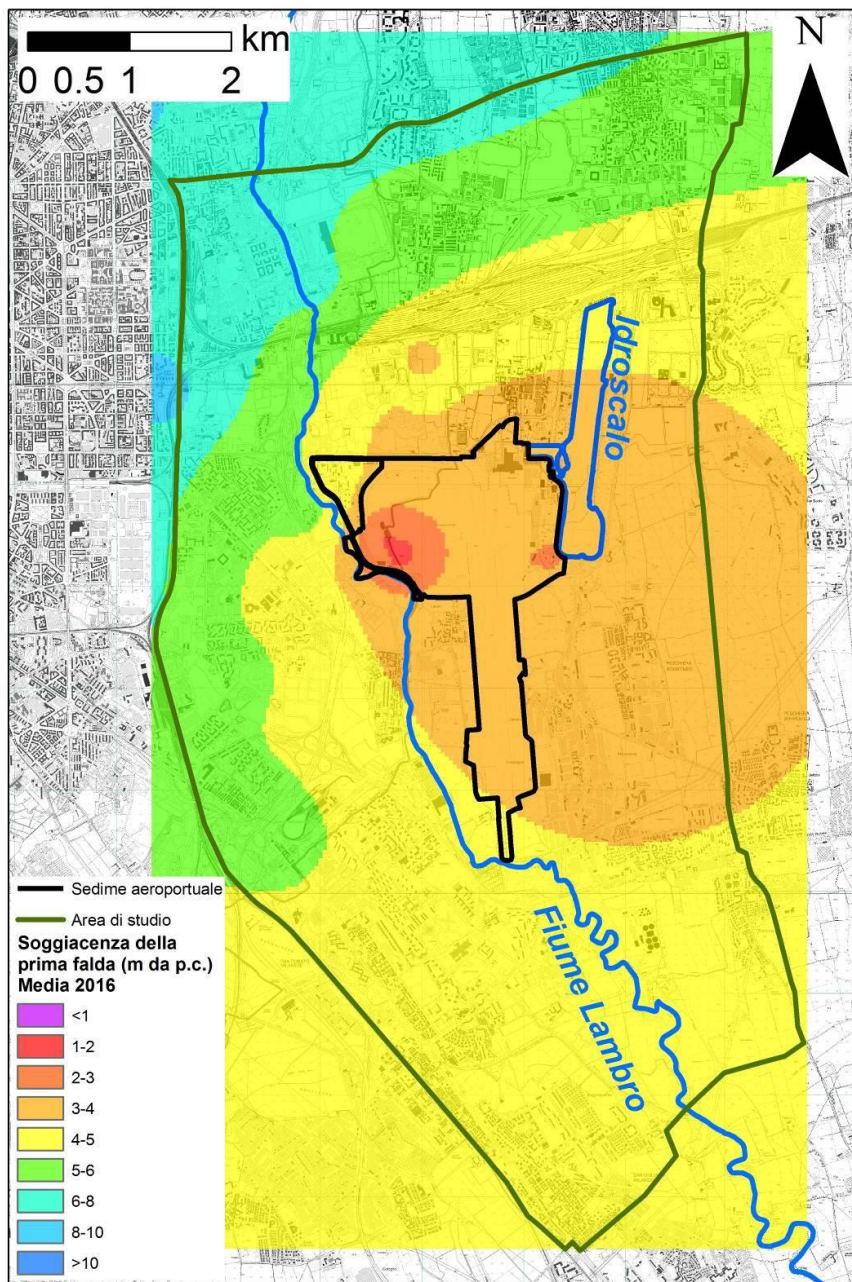 km
0 0.5 1 2
N
Idroscalo
Fiume Lambro
Sedime aeroportuale
Area di studio
Soggiacenza della
prima falda (m da p.c.)
Media 2016
<1
1-2
2-3
3-4
4-5
5-6
6-8
8-10
>10